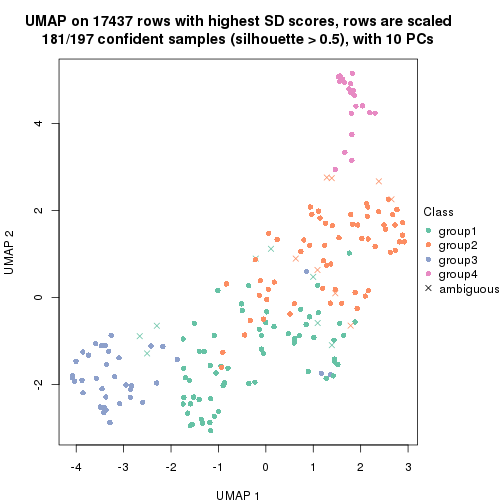 UMAP on 17437 rows with highest SD scores, rows are scaled
181/197 confident samples (silhouette > 0.5), with 10 PCs
4
2
0
-2
UMAP 2
-4
-3
-2
-1
0
1
2
3
UMAP 1
Class
group1
group2
group3
group4
ambiguous